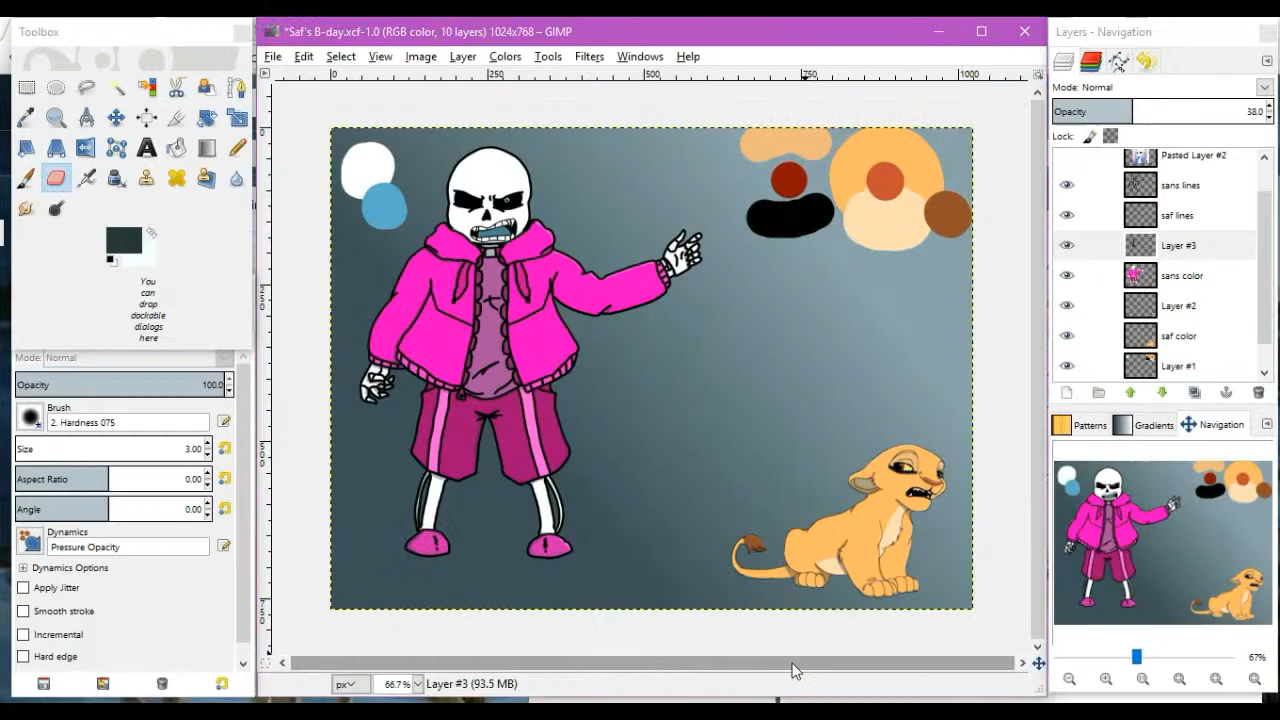 Toolbox
*Saf's B-day.xcf-1.0 (RGB color, 10 layers) 1024x768 – GIMP
Layers - Navigation
File Edit Select View Image Layer Colors Tools Filters Windows Help
0 250 500 750 1000
Mode: Normal
Opacity 38.0
Lock:
Pasted Layer #2
sans lines
saf lines
Layer #3
sans color
Layer #2
saf color
Layer #1
You
can
drop
dockable
dialogs
here
Mode: Normal
Opacity 100.0
Brush
2. Hardness 075
Size 3.00
Aspect Ratio 0.00
Angle 0.00
Dynamics
Pressure Opacity
Dynamics Options
Apply Jitter
Smooth stroke
Incremental
Hard edge
0
250
500
750
Patterns Gradients Navigation
67%
px 66.7% Layer #3 (93.5 MB)